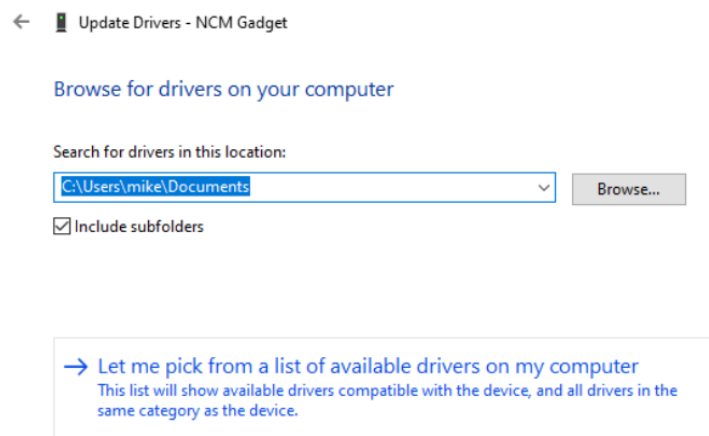 Update Drivers - NCM Gadget
Browse for drivers on your computer
Search for drivers in this location:
C:\Users\mike\Documents
Browse...
Include subfolders
Let me pick from a list of available drivers on my computer
This list will show available drivers compatible with the device, and all drivers in the
same category as the device.